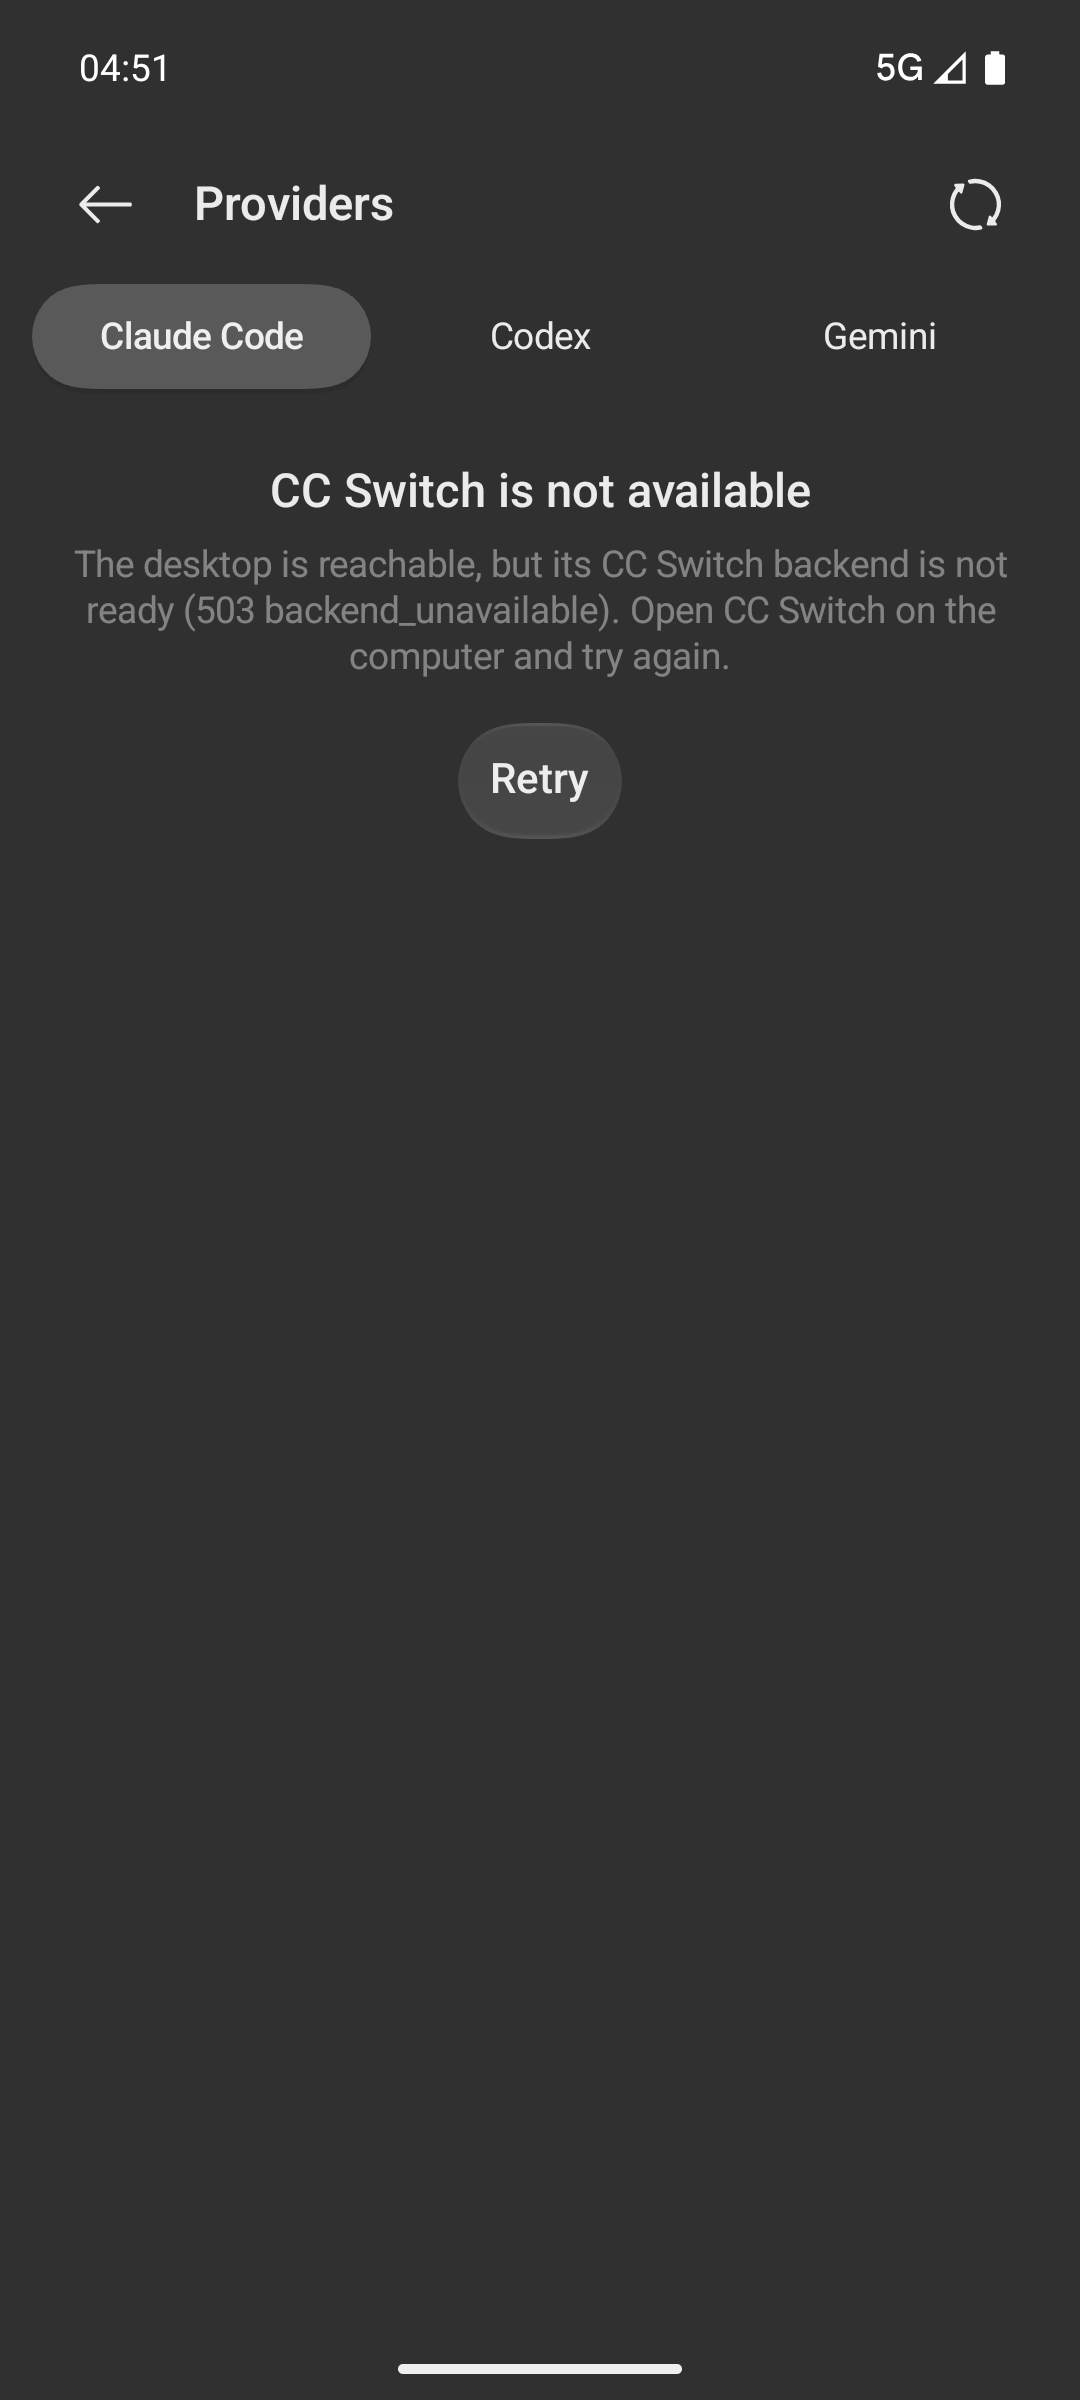 04:51
5G
Providers
Claude Code
Codex
Gemini
CC Switch is not available
The desktop is reachable, but its CC Switch backend is not
ready (503 backend_unavailable). Open CC Switch on the
computer and try again.
Retry